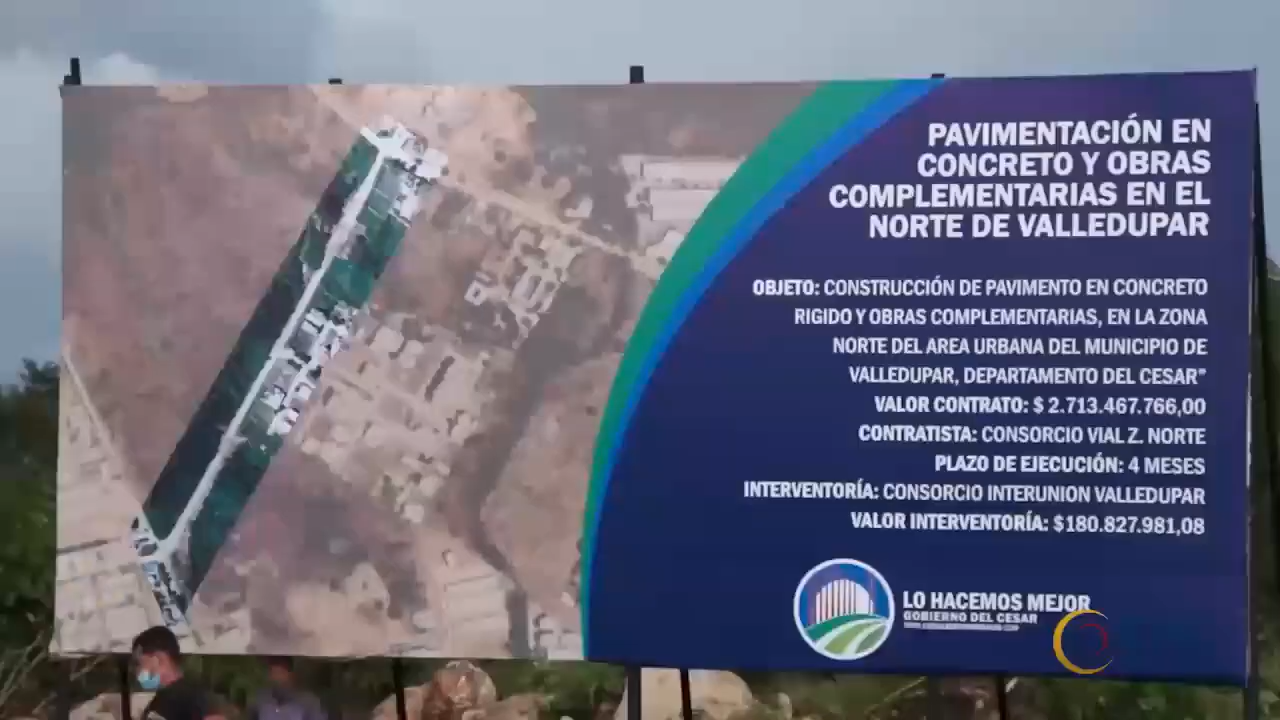 PAVIMENTACIÓN EN
CONCRETO Y OBRAS
COMPLEMENTARIAS EN EL
NORTE DE VALLEDUPAR
OBJETO: CONSTRUCCIÓN DE PAVIMENTO EN CONCRETO
RIGIDO Y OBRAS COMPLEMENTARIAS, EN LA ZONA
NORTE DEL AREA URBANA DEL MUNICIPIO DE
VALLEDUPAR, DEPARTAMENTO DEL CESAR"
VALOR CONTRATO: $ 2.713.467.766,00
CONTRATISTA: CONSORCIO VIAL Z. NORTE
PLAZO DE EJECUCIÓN: 4 MESES
INTERVENTORÍA: CONSORCIO INTERUNION VALLEDUPAR
VALOR INTERVENTORÍA: $180.827.981,08
LO HACEMOS MEJOR
GOBIERNO DEL CESAR